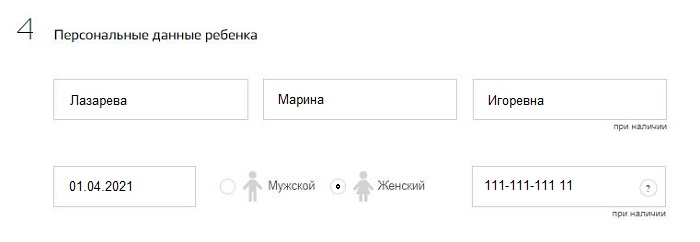 4 Персональные данные ребенка
Лазарева Марина Игоревна
при наличии
01.04.2021 Мужской Женский 111-111-111 11 ?
при наличии